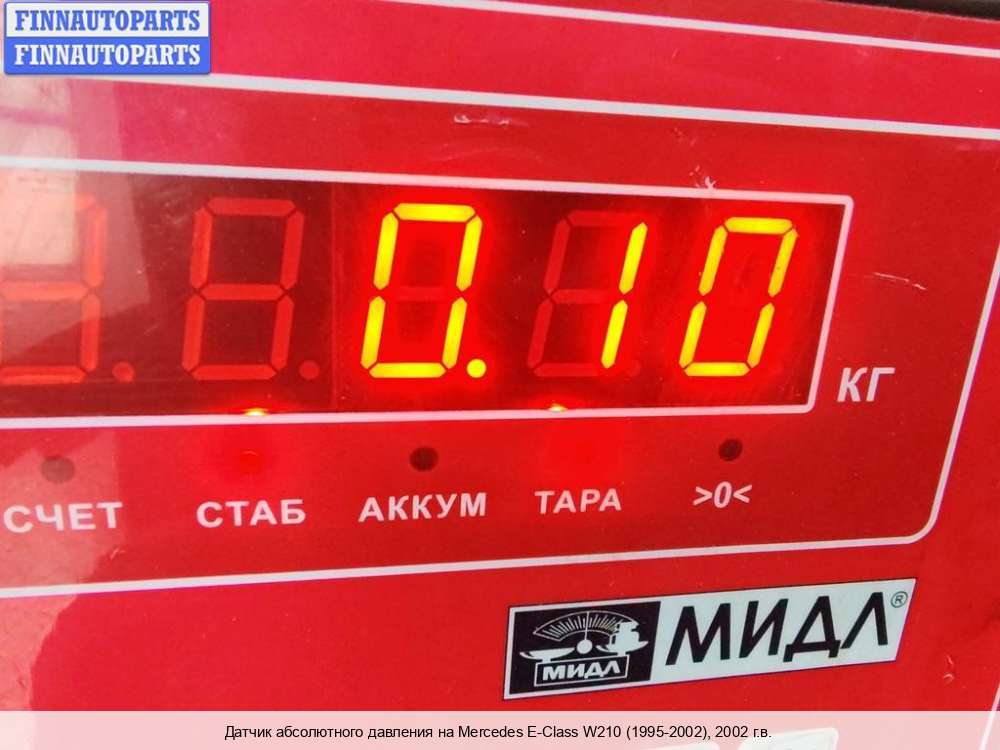 FINNAUTOPARTS
FINNAUTOPARTS
0.10
КГ
СЧЕТ СТАБ АККУМ ТАРА >0<
МИДЛ МИДЛ®
Датчик абсолютного давления на Mercedes E-Class W210 (1995-2002), 2002 г.в.